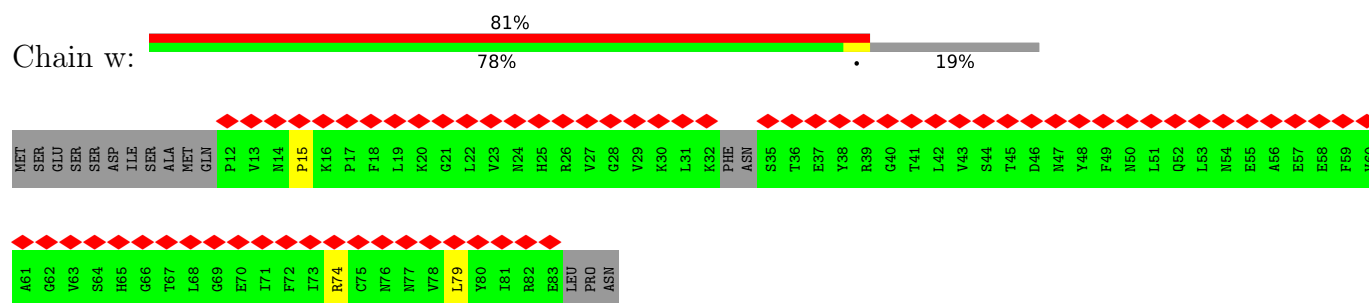 81%
Chain w:
78% • 19%
MET SER GLU SER SER ASP ILE SER ALA MET GLN P12 V13 N14 P15 K16 P17 F18 L19 K20 G21 L22 V23 N24 H25 R26 V27 G28 V29 K30 L31 K32 PHE ASN S35 T36 E37 Y38 R39 G40 T41 L42 V43 S44 T45 D46 N47 Y48 F49 N50 L51 Q52 L53 N54 E55 A56 E57 E58 F59
A61 G62 V63 S64 H65 G66 T67 L68 G69 E70 I71 F72 I73 R74 C75 N76 N77 V78 L79 Y80 I81 R82 E83 LEU PRO ASN